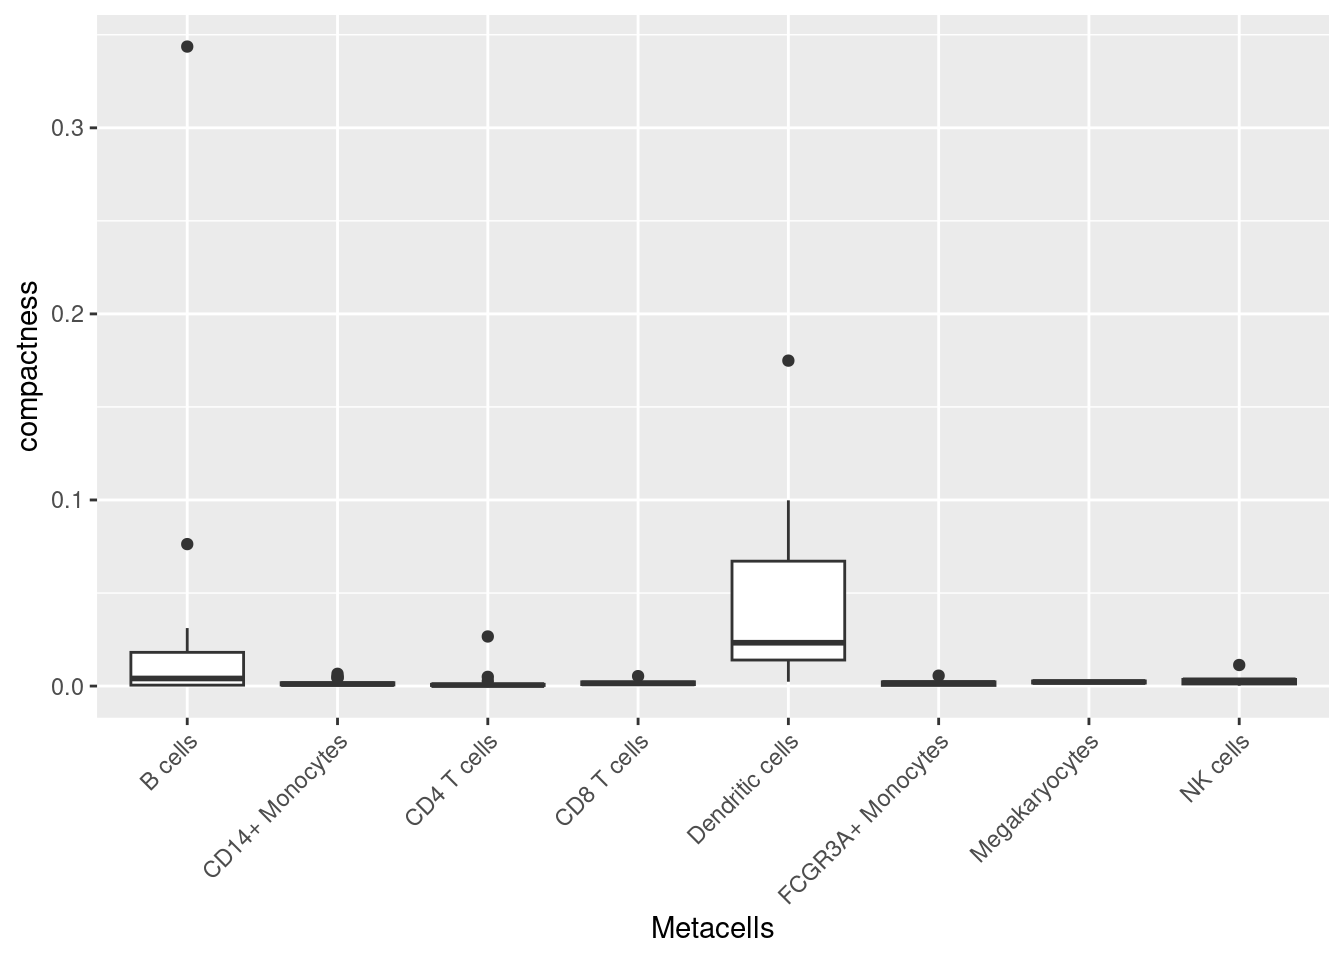 compactness
0.3
0.2
0.1
0.0
B cells
CD14+ Monocytes
CD4 T cells
CD8 T cells
Dendritic cells
FCGR3A+ Monocytes
Megakaryocytes
NK cells
Metacells